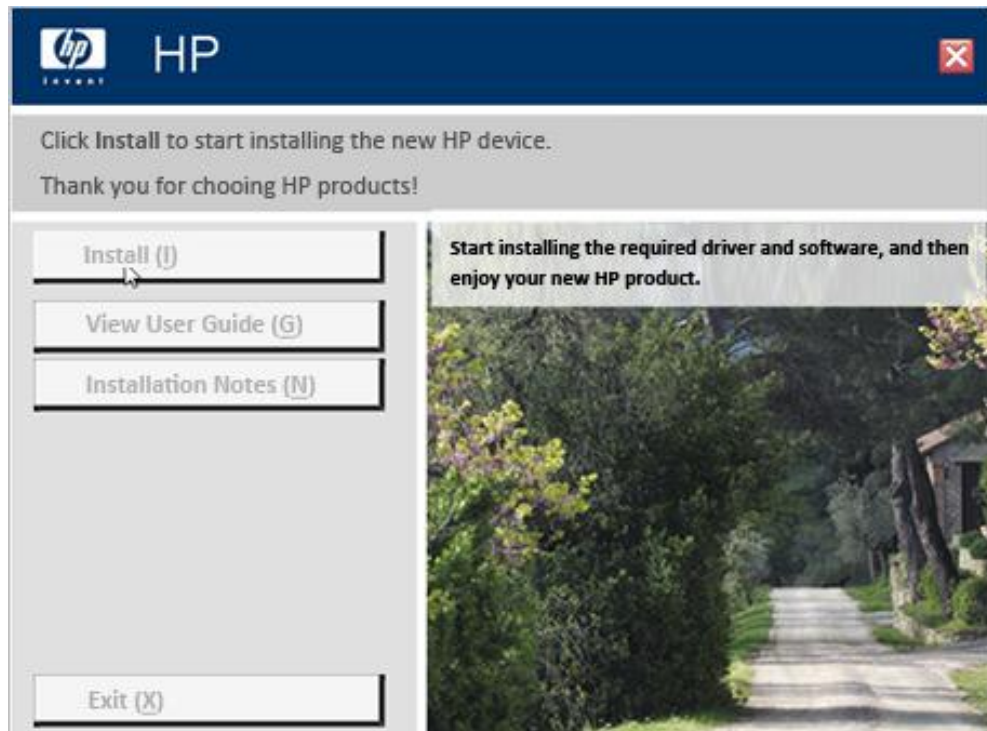 hp
invent
HP
Click Install to start installing the new HP device.
Thank you for chooing HP products!
Install (I)
View User Guide (G)
Installation Notes (N)
Exit (X)
Start installing the required driver and software, and then
enjoy your new HP product.